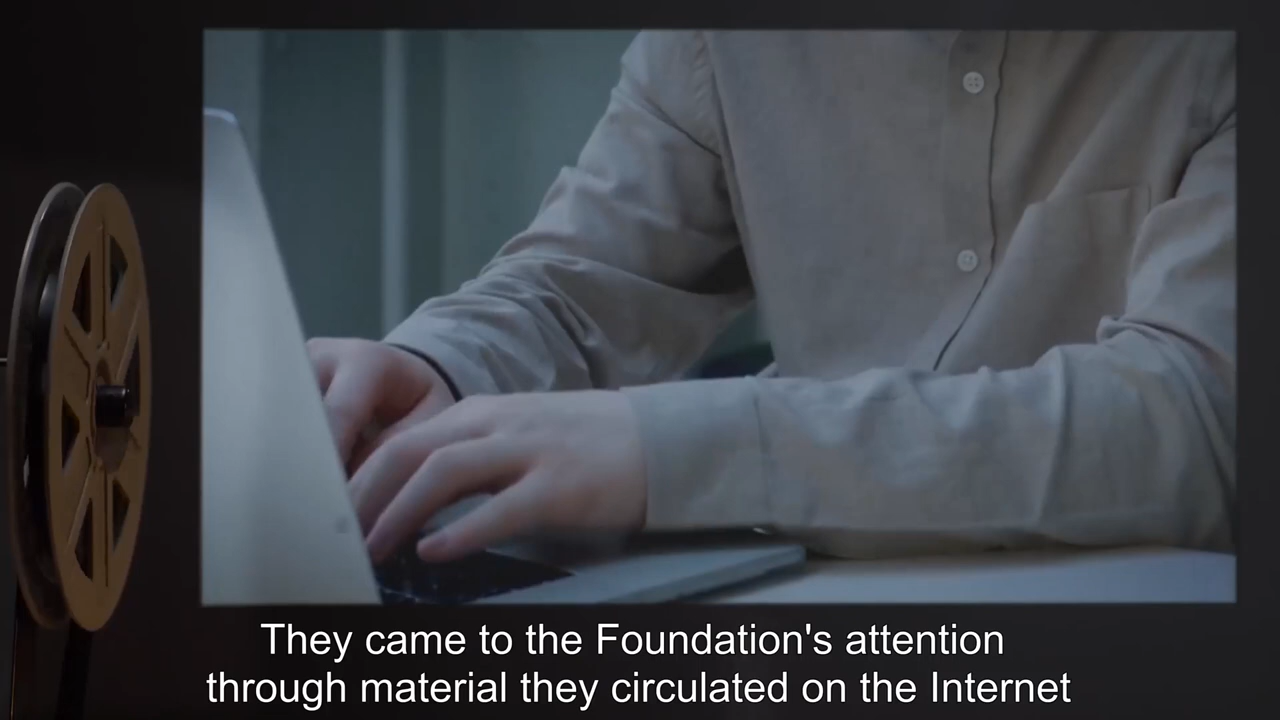 They came to the Foundation's attention
through material they circulated on the Internet